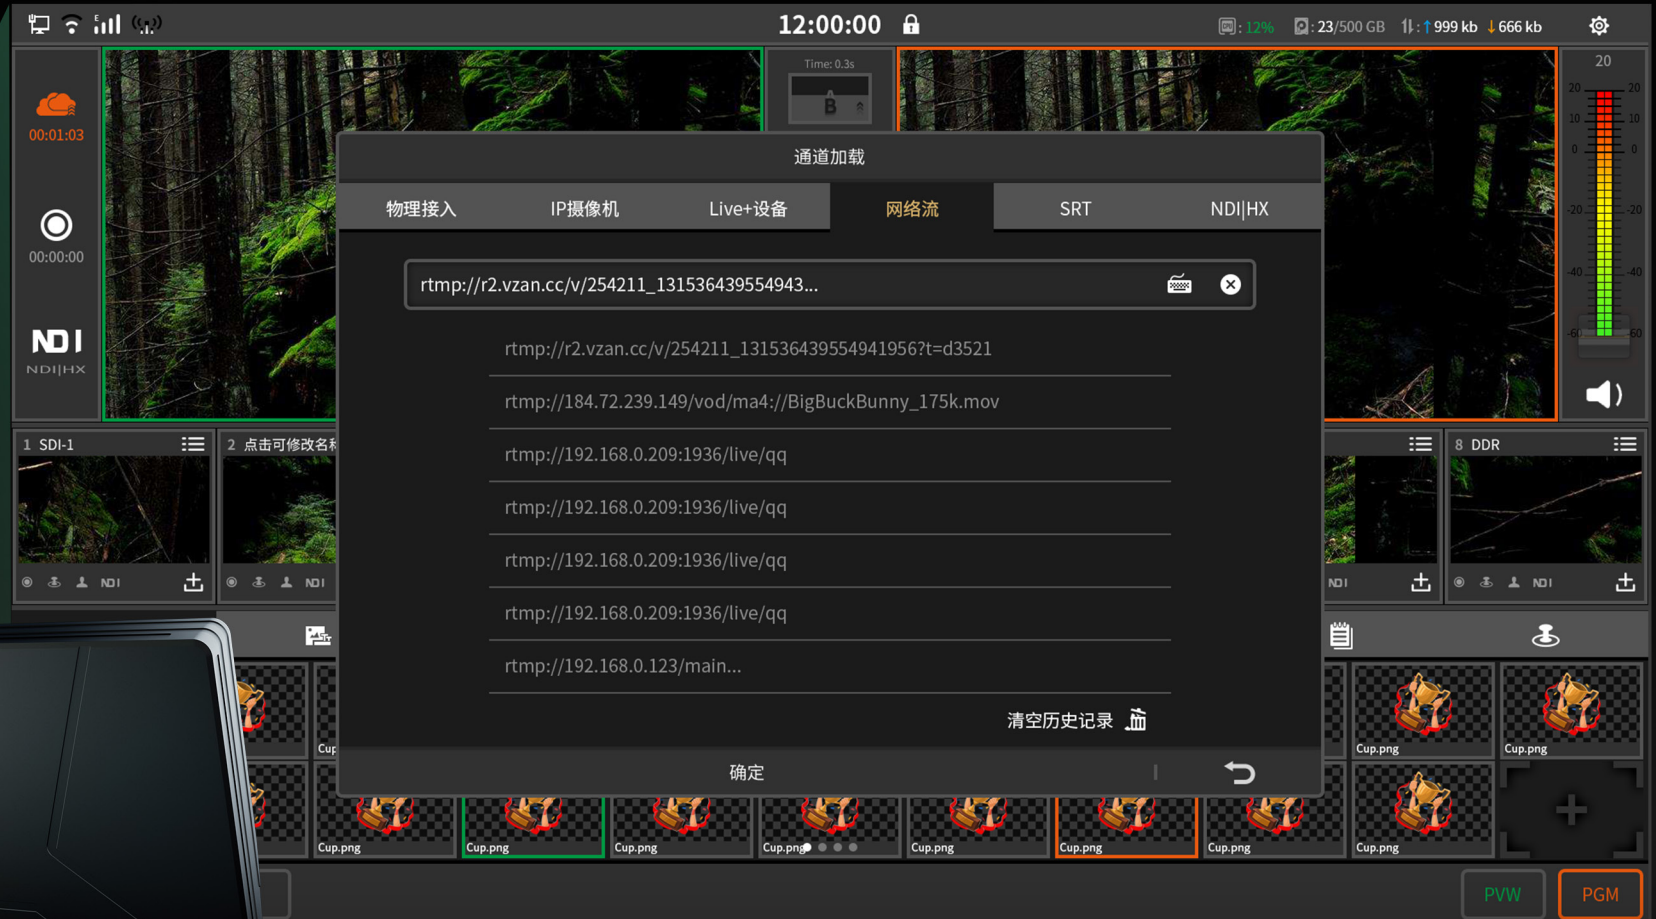 E
12:00:00
: 12%
: 23/500 GB
: ↑ 999 kb ↓ 666 kb
00:01:03
00:00:00
NDI
NDI|HX
Time: 0.3s
B
20
20 20
10 10
0 0
-20 -20
-40 -40
-60 -60
通道加载
物理接入 IP摄像机 Live+设备 网络流 SRT NDI|HX
rtmp://r2.vzan.cc/v/254211_131536439554943...
rtmp://r2.vzan.cc/v/254211_131536439554941956?t=d3521
rtmp://184.72.239.149/vod/ma4://BigBuckBunny_175k.mov
rtmp://192.168.0.209:1936/live/qq
rtmp://192.168.0.209:1936/live/qq
rtmp://192.168.0.209:1936/live/qq
rtmp://192.168.0.209:1936/live/qq
rtmp://192.168.0.123/main...
清空历史记录
确定
1 SDI-1
2 点击可修改名称
8 DDR
NDI NDI NDI NDI
Cup Cup.png Cup.png
Cup.png Cup.png Cup.png Cup.png Cup.png Cup.png Cup.png Cup.png
PVW PGM